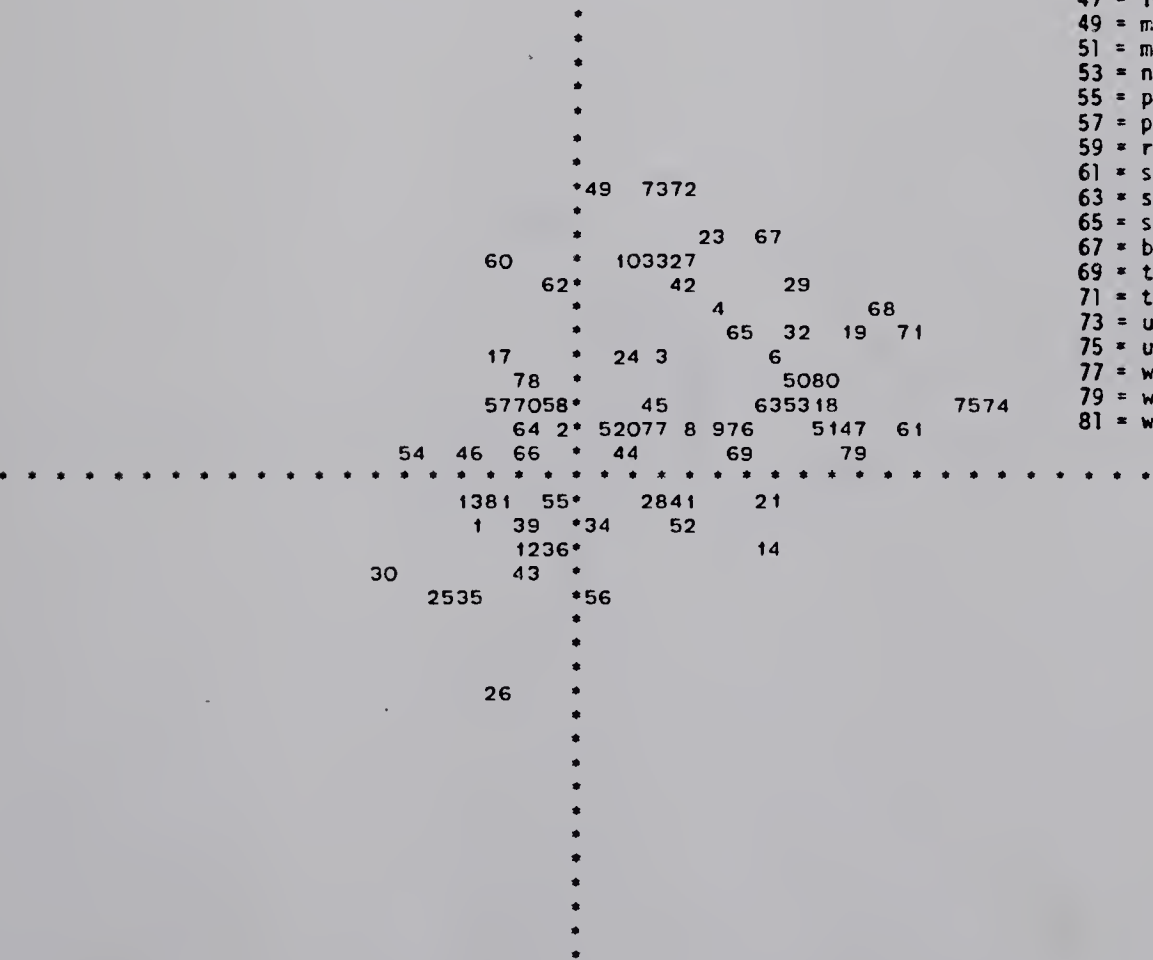 49 = m
51 = m
53 = n
55 = p
57 = p
59 = r
61 = s
63 = s
65 = s
67 = b
69 = t
71 = t
73 = u
75 = u
77 = w
79 = w
81 = w
49 7372
23 67
60 103327
62 42 29
4 68
65 32 19 71
17 24 3 6
78 5080
577058 45 635318 7574
64 2 52077 8 976 5147 61
54 46 66 44 69 79
1381 55 2841 21
1 39 34 52
1236 14
30 43
2535 56
26